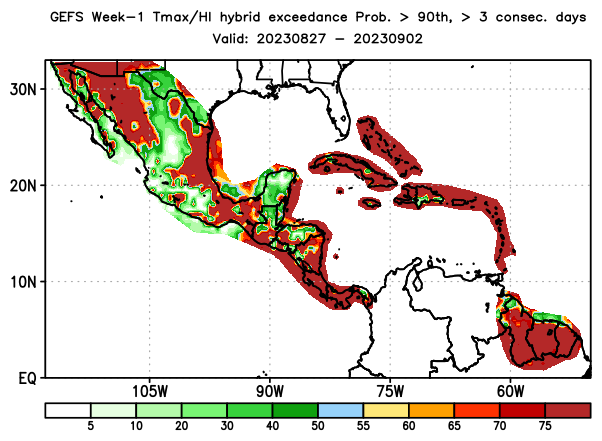 GEFS Week-1 Tmax/HI hybrid exceedance Prob. > 90th, > 3 consec. days
Valid: 20230827 - 20230902
30N
20N
10N
EQ
105W 90W 75W 60W
5 20 30 40 50 55 60 65 70 75